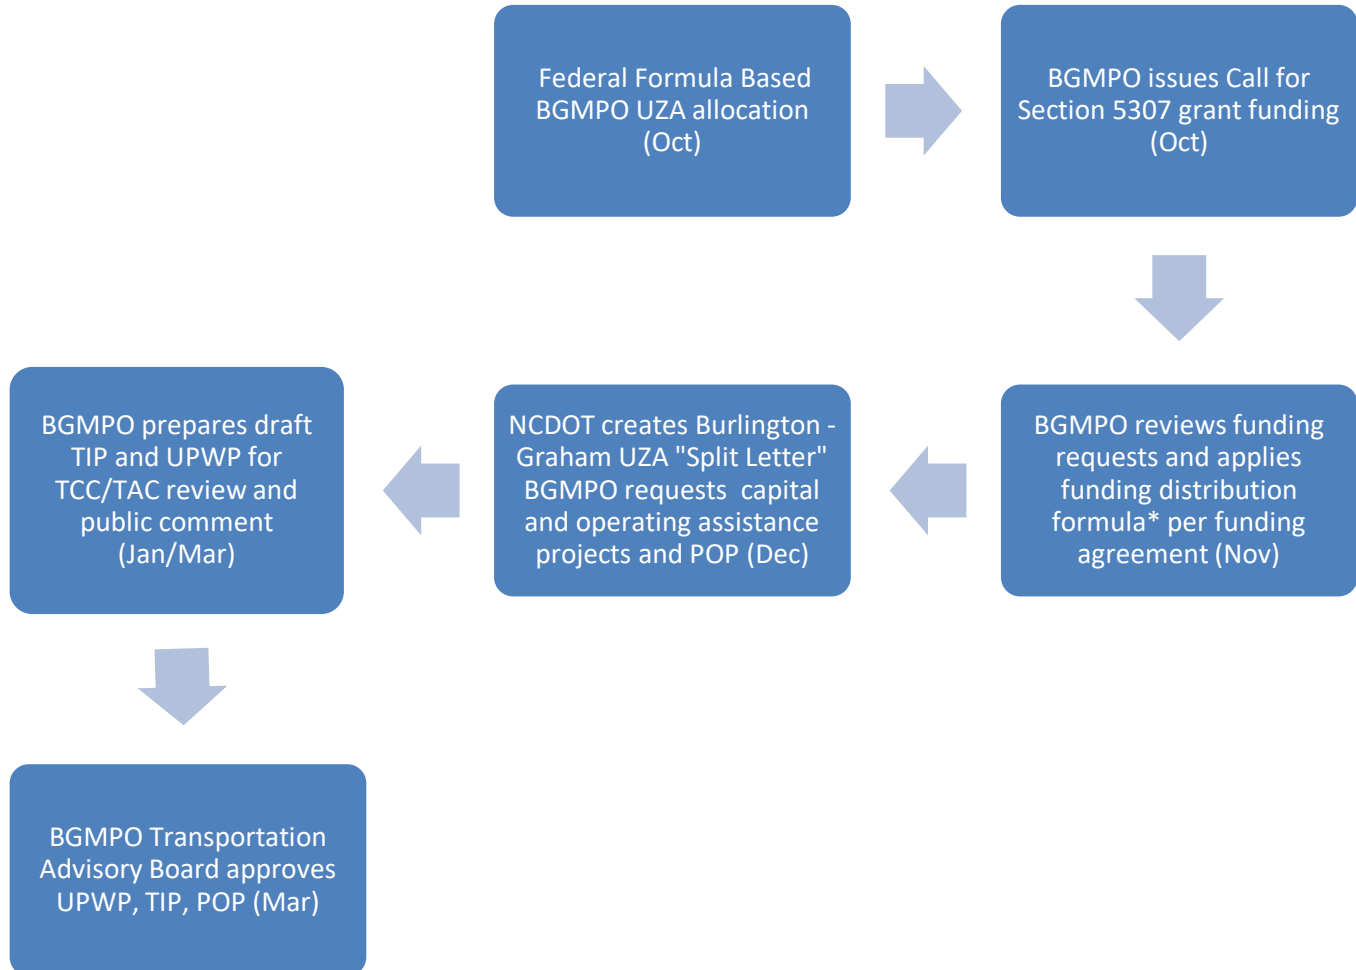 Federal Formula Based
BGMPO UZA allocation
(Oct)
BGMPO issues Call for
Section 5307 grant funding
(Oct)
BGMPO reviews funding
requests and applies
funding distribution
formula* per funding
agreement (Nov)
NCDOT creates Burlington -
Graham UZA "Split Letter"
BGMPO requests  capital
and operating assistance
projects and POP (Dec)
BGMPO prepares draft
TIP and UPWP for
TCC/TAC review and
public comment
(Jan/Mar)
BGMPO Transportation
Advisory Board approves
UPWP, TIP, POP (Mar)